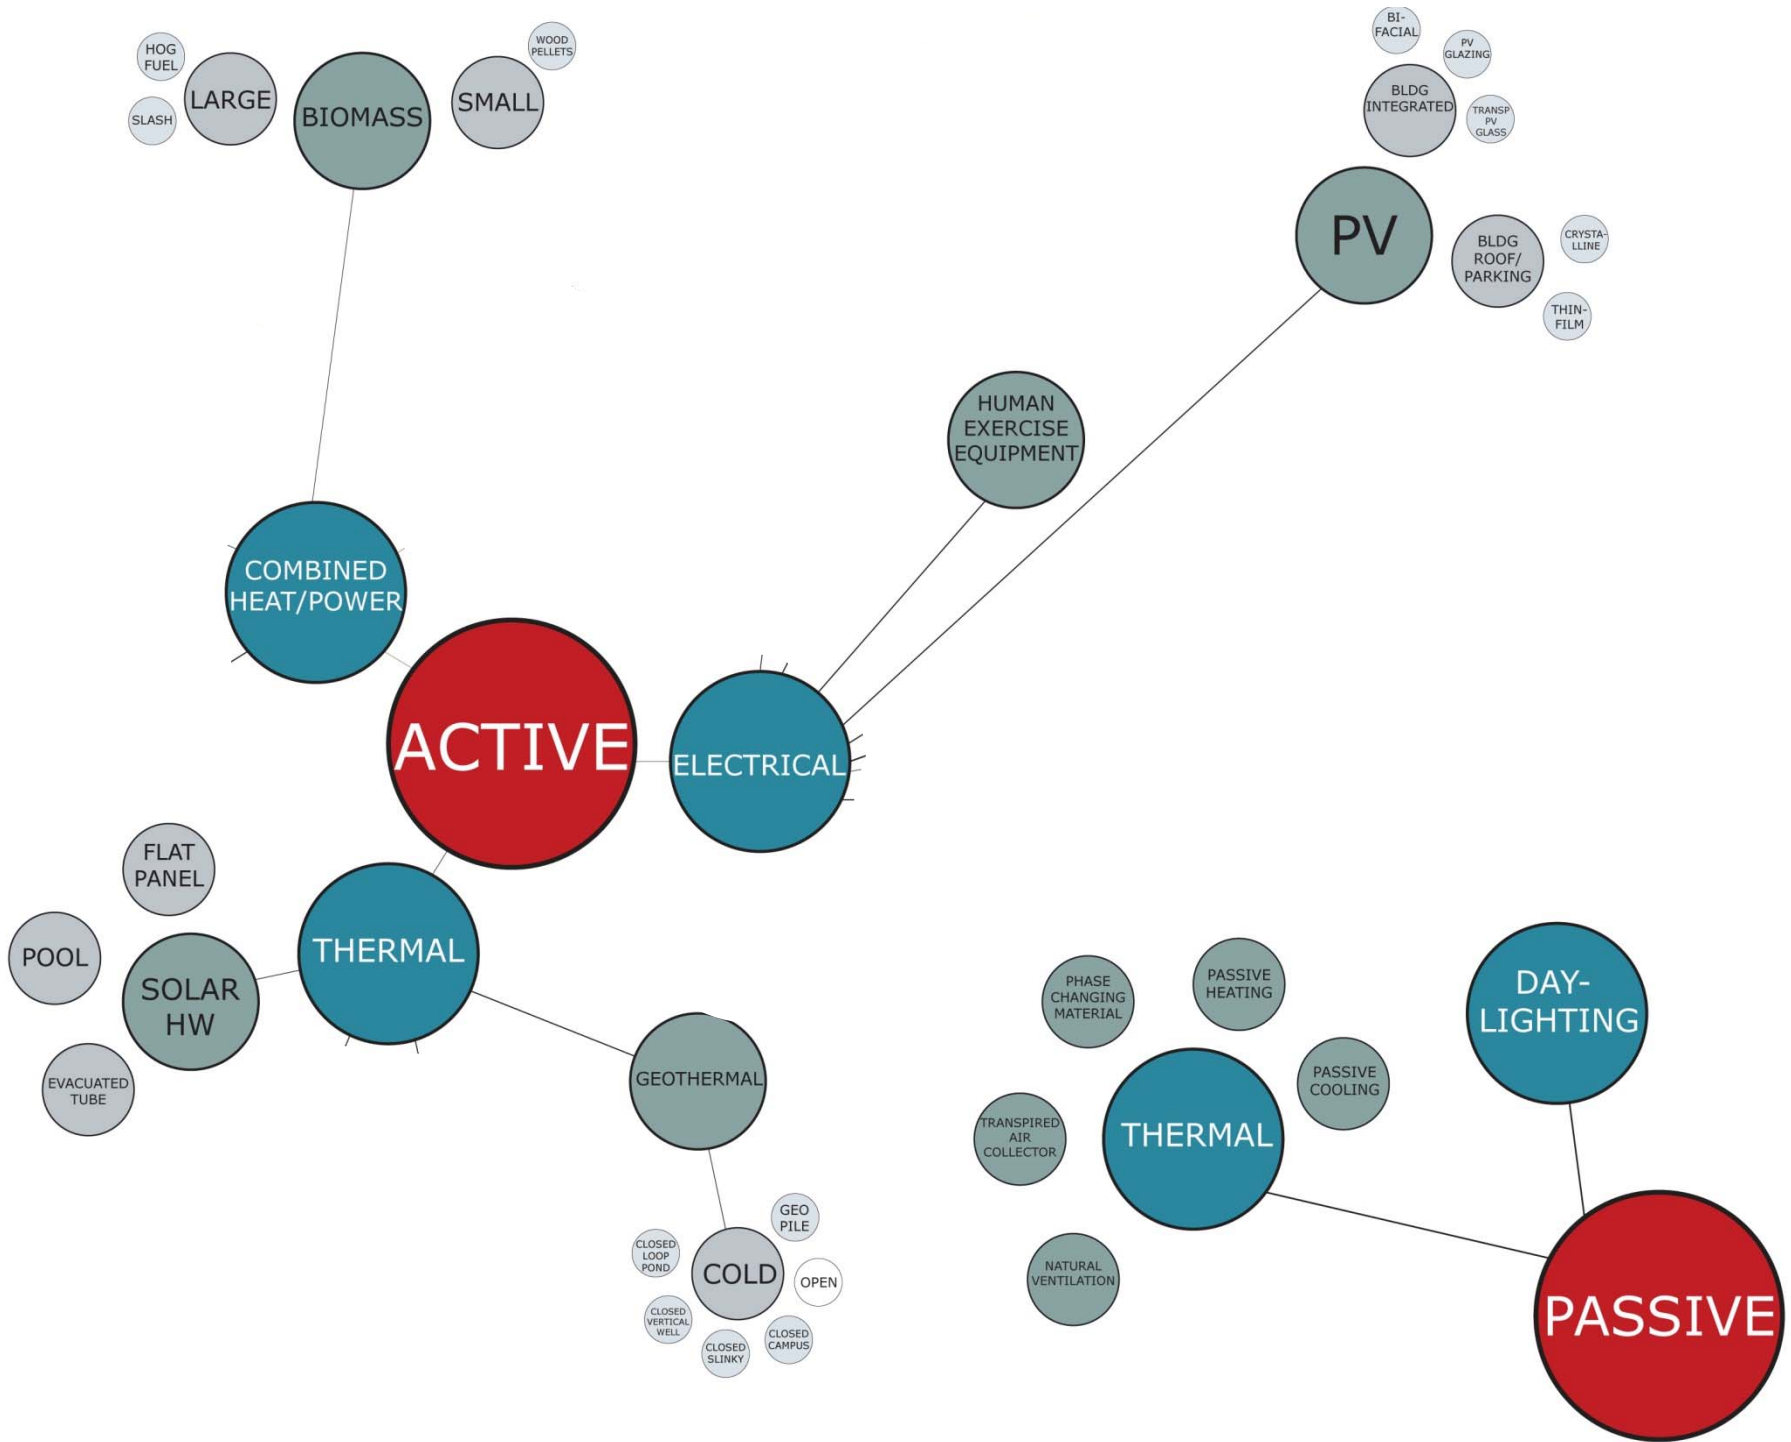 HOG
FUEL
SLASH
LARGE
BIOMASS
SMALL
WOOD
PELLETS
BI-
FACIAL
PV
GLAZING
BLDG
INTEGRATED
TRANSP
PV
GLASS
PV
BLDG
ROOF/
PARKING
CRYSTA-
LLINE
THIN-
FILM
HUMAN
EXERCISE
EQUIPMENT
COMBINED
HEAT/POWER
ACTIVE
ELECTRICAL
FLAT
PANEL
POOL
SOLAR
HW
EVACUATED
TUBE
THERMAL
GEOTHERMAL
GEO
PILE
CLOSED
LOOP
POND
COLD
OPEN
CLOSED
VERTICAL
WELL
CLOSED
SLINKY
CLOSED
CAMPUS
PHASE
CHANGING
MATERIAL
PASSIVE
HEATING
PASSIVE
COOLING
TRANSPIRED
AIR
COLLECTOR
THERMAL
NATURAL
VENTILATION
DAY-
LIGHTING
PASSIVE